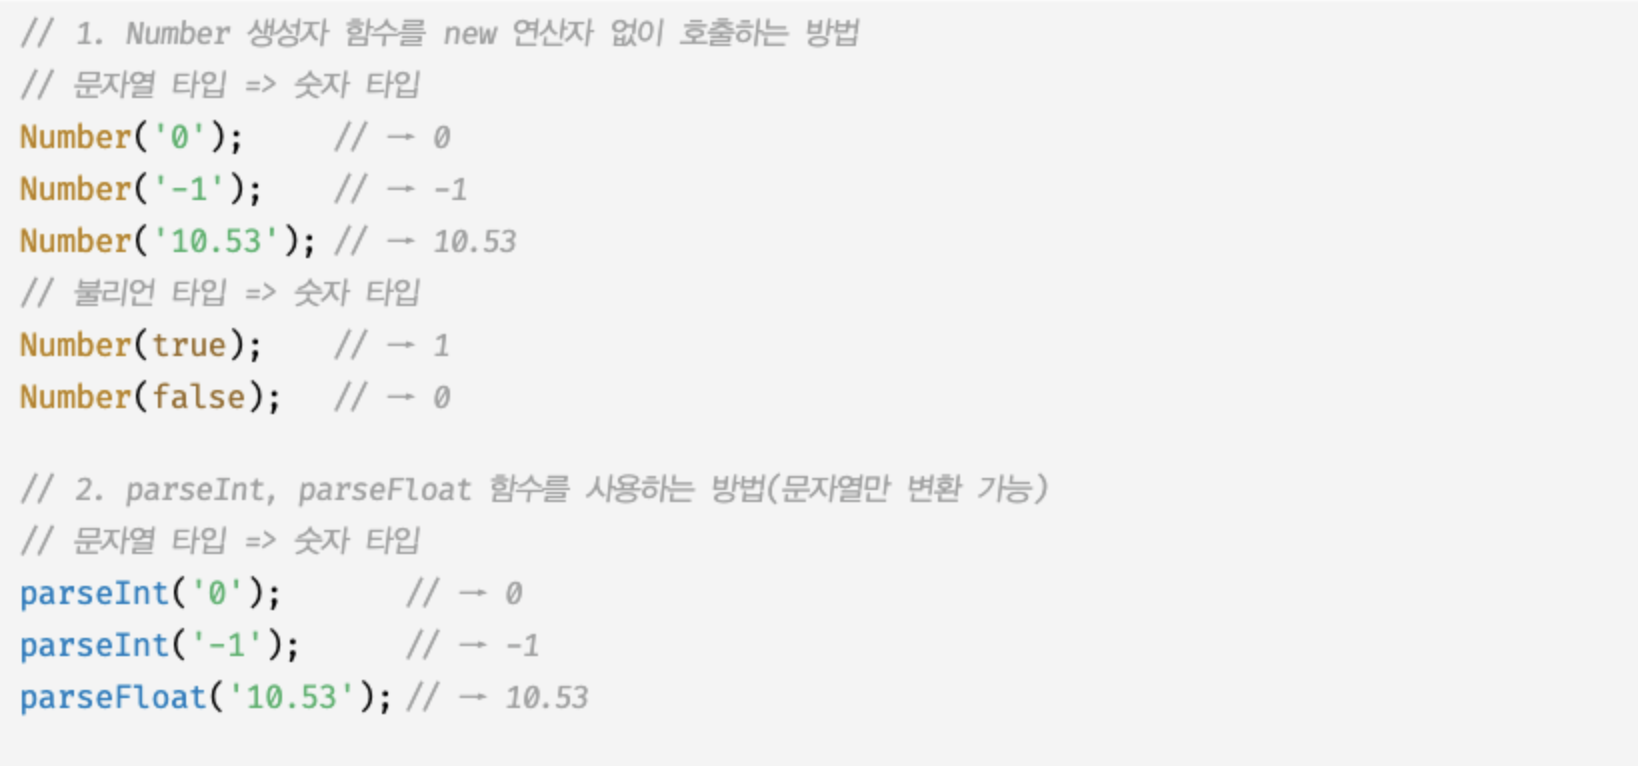 // 1. Number 생성자 함수를 new 연산자 없이 호출하는 방법
// 문자열 타입 => 숫자 타입
Number('0');     // → 0
Number('-1');    // → -1
Number('10.53'); // → 10.53
// 불리언 타입 => 숫자 타입
Number(true);    // → 1
Number(false);   // → 0

// 2. parseInt, parseFloat 함수를 사용하는 방법(문자열만 변환 가능)
// 문자열 타입 => 숫자 타입
parseInt('0');       // → 0
parseInt('-1');      // → -1
parseFloat('10.53'); // → 10.53